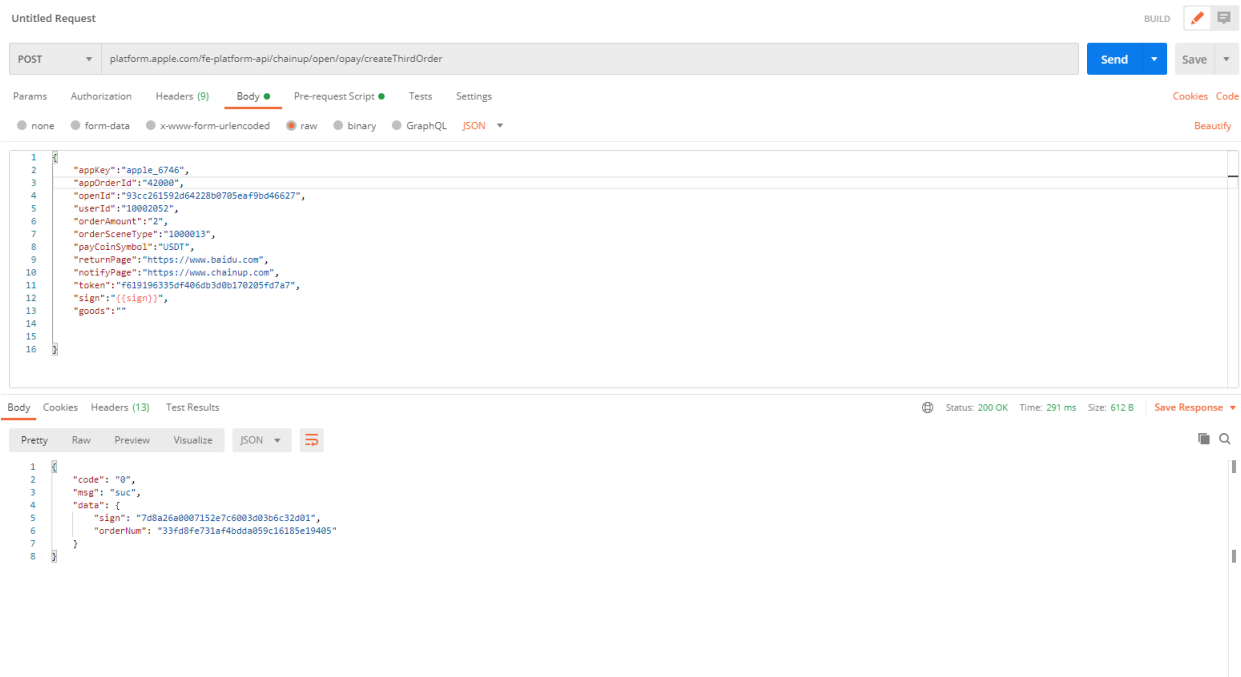 Untitled Request
BUILD
POST
platform.apple.com/fe-platform-api/chainup/open/opay/createThirdOrder
Send
Save
Params Authorization Headers (9) Body Pre-request Script Tests Settings
Cookies Code
none form-data x-www-form-urlencoded raw binary GraphQL JSON
Beautify
1 {
2 "appKey":"apple_6746",
3 "appOrderId":"42000",
4 "openId":"93cc261592d64228b0705eaf9bd46627",
5 "userId":"10002052",
6 "orderAmount":"2",
7 "orderSceneType":"1000013",
8 "payCoinSymbol":"USDT",
9 "returnPage":"https://www.baidu.com",
10 "notifyPage":"https://www.chainup.com",
11 "token":"f619196335df406db3d0b170205fd7a7",
12 "sign":"{{sign}}",
13 "goods":""
14
15
16 }
Body Cookies Headers (13) Test Results
Status: 200 OK Time: 291 ms Size: 612 B Save Response
Pretty Raw Preview Visualize JSON
1 {
2 "code": "0",
3 "msg": "suc",
4 "data": {
5 "sign": "7d8a26a0007152e7c6003d03b6c32d01",
6 "orderNum": "33fd8fe731af4bdda059c16185e19405"
7 }
8 }